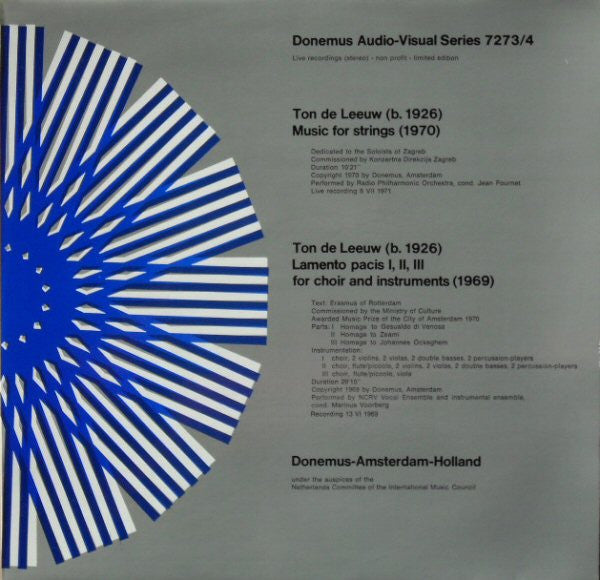 Donemus Audio-Visual Series 7273/4
Live recordings (stereo) - non profit - limited edition
Ton de Leeuw (b. 1926)
Music for strings (1970)
Dedicated to the Soloists of Zagreb
Commissioned by Konzertna Direkcija Zagreb
Duration 10'21"
Copyright 1970 by Donemus, Amsterdam
Performed by Radio Philharmonic Orchestra, cond. Jean Fournet
Live recording 8 VII 1971
Ton de Leeuw (b. 1926)
Lamento pacis I, II, III
for choir and instruments (1969)
Text: Erasmus of Rotterdam
Commissioned by the Ministry of Culture
Awarded Music Prize of the City of Amsterdam 1970
Parts: I Homage to Gesualdo di Venosa
II Homage to Zeami
III Homage to Johannes Ockeghem
Instrumentation:
I choir, 2 violins, 2 violas, 2 double basses, 2 percussion-players
II choir, flute/piccolo, 2 violins, 2 violas, 2 double basses, 2 percussion-players
III choir, flute/piccolo, viola
Duration 29'15"
Copyright 1969 by Donemus, Amsterdam
Performed by NCRV Vocal Ensemble and instrumental ensemble,
cond. Marinus Voorberg
Recording 13 VI 1969
Donemus-Amsterdam-Holland
under the auspices of the
Netherlands Committee of the International Music Council